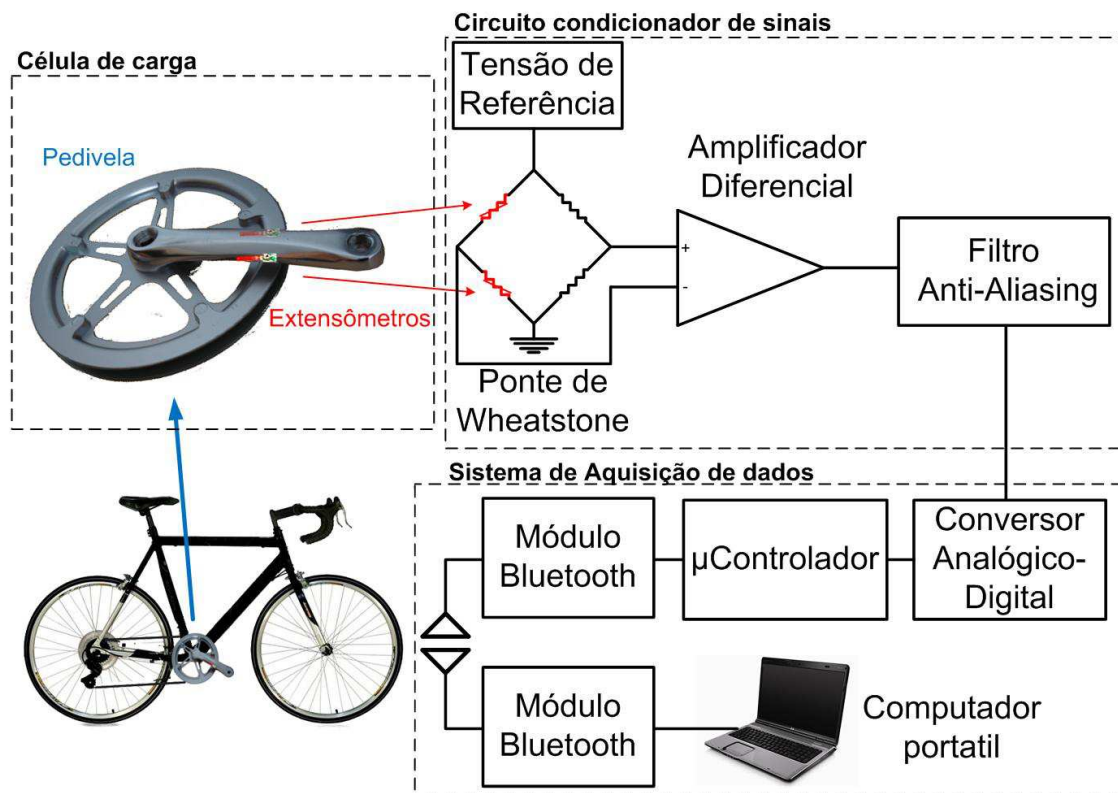 Circuito condicionador de sinais
Célula de carga
Tensão de
Referência
Pedivela
Amplificador
Diferencial
+
-
Filtro
Anti-Aliasing
Extensômetros
Ponte de
Wheatstone
Sistema de Aquisição de dados
Módulo
Bluetooth
µControlador
Conversor
Analógico-
Digital
Módulo
Bluetooth
Computador
portatil